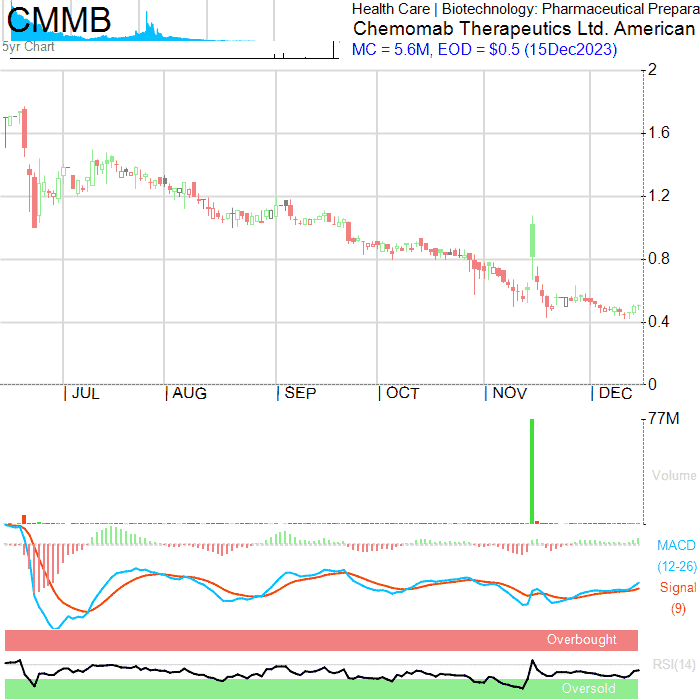 CMMB
5yr Chart
Health Care | Biotechnology: Pharmaceutical Prepara
Chemomab Therapeutics Ltd. American
MC = 5.6M, EOD = $0.5 (15Dec2023)
2
1.6
1.2
0.8
0.4
0
| JUL | AUG | SEP | OCT | NOV | DEC
77M
Volume
MACD
(12-26)
Signal
(9)
Overbought
RSI(14)
Oversold